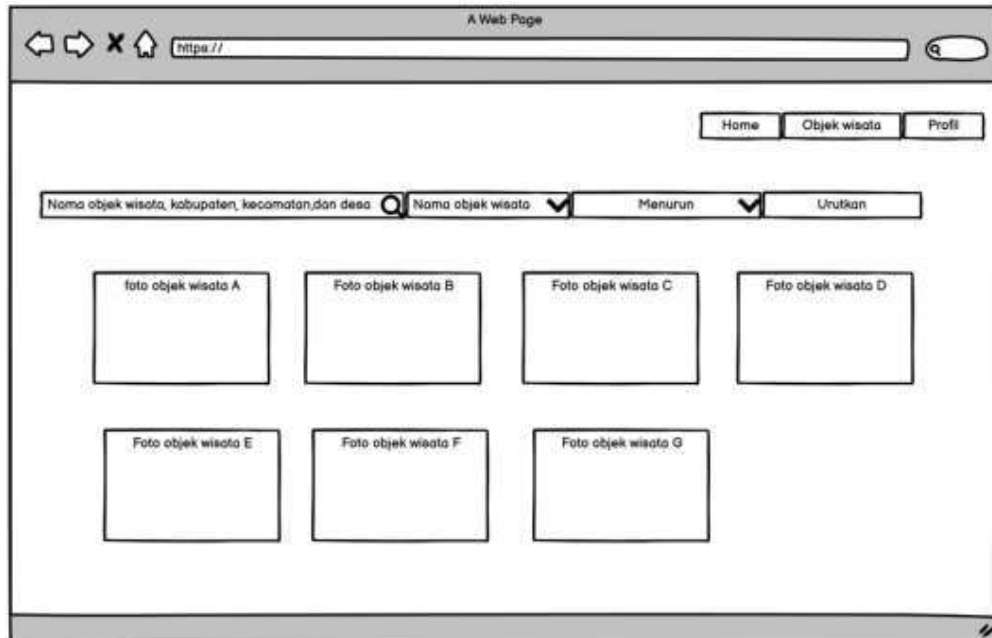 A Web Page
https://
Home Objek wisata Profil
Nama objek wisata, kabupaten, kecamatan,dan desa Nama objek wisata Menurun Urutkan
foto objek wisata A Foto objek wisata B Foto objek wisata C Foto objek wisata D
Foto objek wisata E Foto objek wisata F Foto objek wisata G